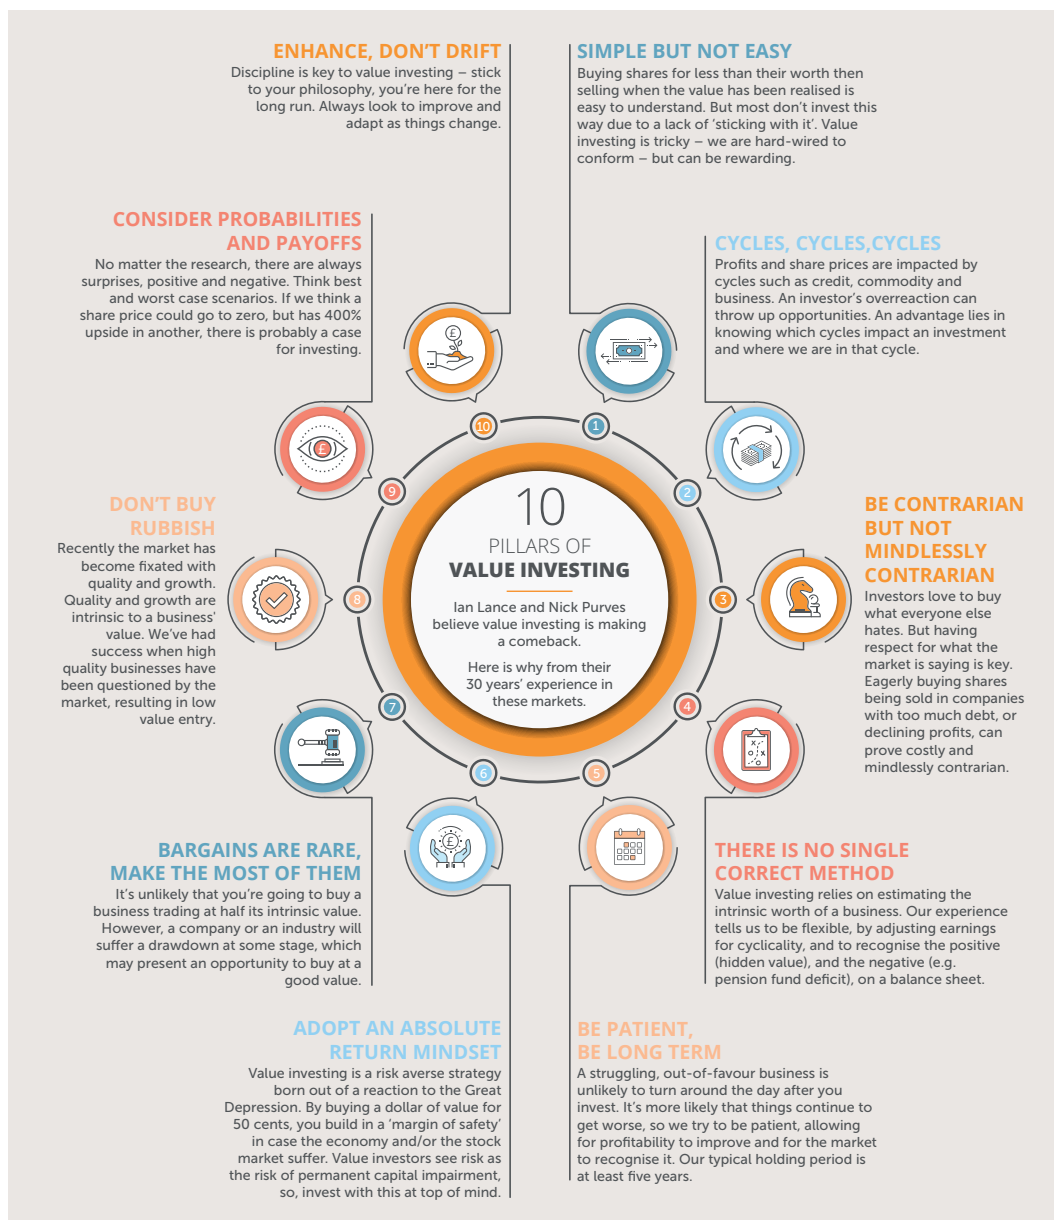 10
PILLARS OF
VALUE INVESTING
Ian Lance and Nick Purves
believe value investing is making
a comeback.
Here is why from their
30 years’ experience in
these markets.
1
SIMPLE BUT NOT EASY
Buying shares for less than their worth then
selling when the value has been realised is
easy to understand. But most don’t invest this
way due to a lack of ‘sticking with it’. Value
investing is tricky – we are hard-wired to
conform – but can be rewarding.
2
CYCLES, CYCLES,CYCLES
Profits and share prices are impacted by
cycles such as credit, commodity and
business. An investor’s overreaction can
throw up opportunities. An advantage lies in
knowing which cycles impact an investment
and where we are in that cycle.
3
BE CONTRARIAN
BUT NOT
MINDLESSLY
CONTRARIAN
Investors love to buy
what everyone else
hates. But having
respect for what the
market is saying is key.
Eagerly buying shares
being sold in companies
with too much debt, or
declining profits, can
prove costly and
mindlessly contrarian.
4
THERE IS NO SINGLE
CORRECT METHOD
Value investing relies on estimating the
intrinsic worth of a business. Our experience
tells us to be flexible, by adjusting earnings
for cyclicality, and to recognise the positive
(hidden value), and the negative (e.g.
pension fund deficit), on a balance sheet.
5
BE PATIENT,
BE LONG TERM
A struggling, out-of-favour business is
unlikely to turn around the day after you
invest. It’s more likely that things continue to
get worse, so we try to be patient, allowing
for profitability to improve and for the market
to recognise it. Our typical holding period is
at least five years.
6
£
ADOPT AN ABSOLUTE
RETURN MINDSET
Value investing is a risk averse strategy
born out of a reaction to the Great
Depression. By buying a dollar of value for
50 cents, you build in a ‘margin of safety’
in case the economy and/or the stock
market suffer. Value investors see risk as
the risk of permanent capital impairment,
so, invest with this at top of mind.
7
BARGAINS ARE RARE,
MAKE THE MOST OF THEM
It’s unlikely that you’re going to buy a
business trading at half its intrinsic value.
However, a company or an industry will
suffer a drawdown at some stage, which
may present an opportunity to buy at a
good value.
8
DON’T BUY
RUBBISH
Recently the market has
become fixated with
quality and growth.
Quality and growth are
intrinsic to a business’
value. We’ve had
success when high
quality businesses have
been questioned by the
market, resulting in low
value entry.
9
£
CONSIDER PROBABILITIES
AND PAYOFFS
No matter the research, there are always
surprises, positive and negative. Think best
and worst case scenarios. If we think a
share price could go to zero, but has 400%
upside in another, there is probably a case
for investing.
10
£
ENHANCE, DON’T DRIFT
Discipline is key to value investing – stick
to your philosophy, you’re here for the
long run. Always look to improve and
adapt as things change.